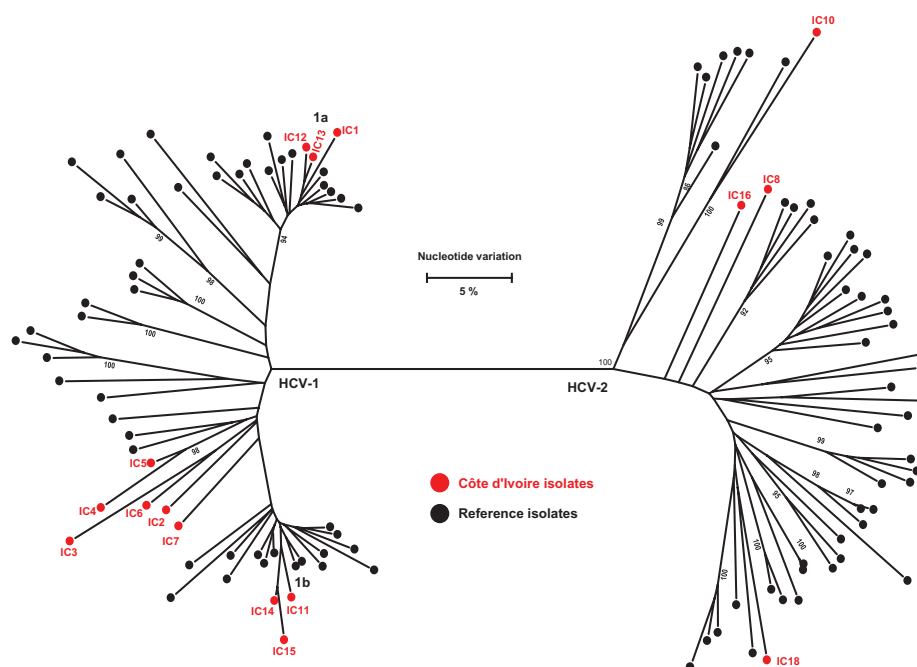 IC10
1a
IC12
IC13
IC1
IC8
IC16
86
99
100
94
99
98
100
92
Nucleotide variation
5 %
100
95
100
100
HCV-1
HCV-2
100
98
99
98
97
95
100
100
100
IC5
IC4
IC6
IC2
IC3
IC7
Côte d'Ivoire isolates
Reference isolates
1b
IC14
IC11
IC15
IC18